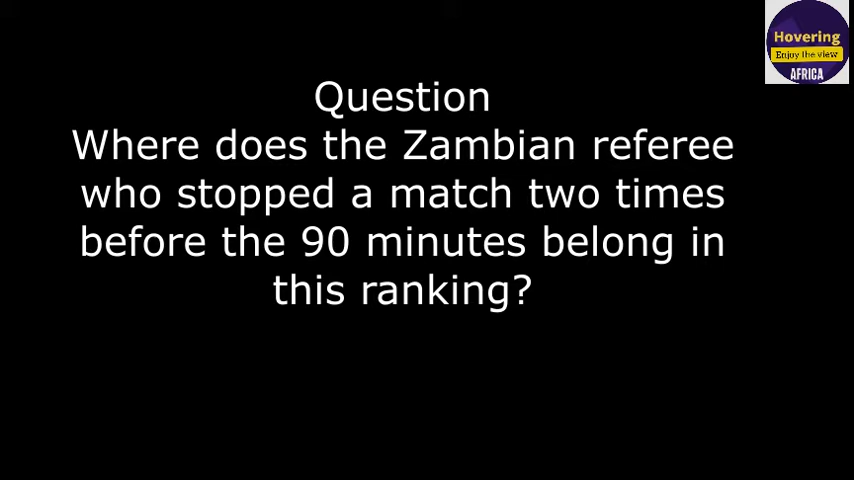 Hovering
Enjoy the view
AFRICA
Question
Where does the Zambian referee
who stopped a match two times
before the 90 minutes belong in
this ranking?